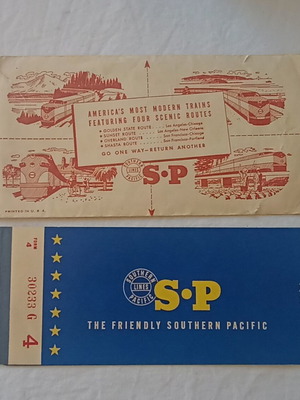 AMERICA'S MOST MODERN TRAINS
FEATURING FOUR SCENIC ROUTES
GOLDEN STATE ROUTE . . . Los Angeles-Chicago
SUNSET ROUTE . . . Los Angeles-New Orleans
OVERLAND ROUTE . . . San Francisco-Chicago
SHASTA ROUTE . . . San Francisco-Portland
GO ONE WAY—RETURN ANOTHER
SOUTHERN
LINES
PACIFIC
S·P
PRINTED IN U. S. A.
FORM
4
30233 G
4
SOUTHERN
LINES
PACIFIC
S·P
THE FRIENDLY SOUTHERN PACIFIC